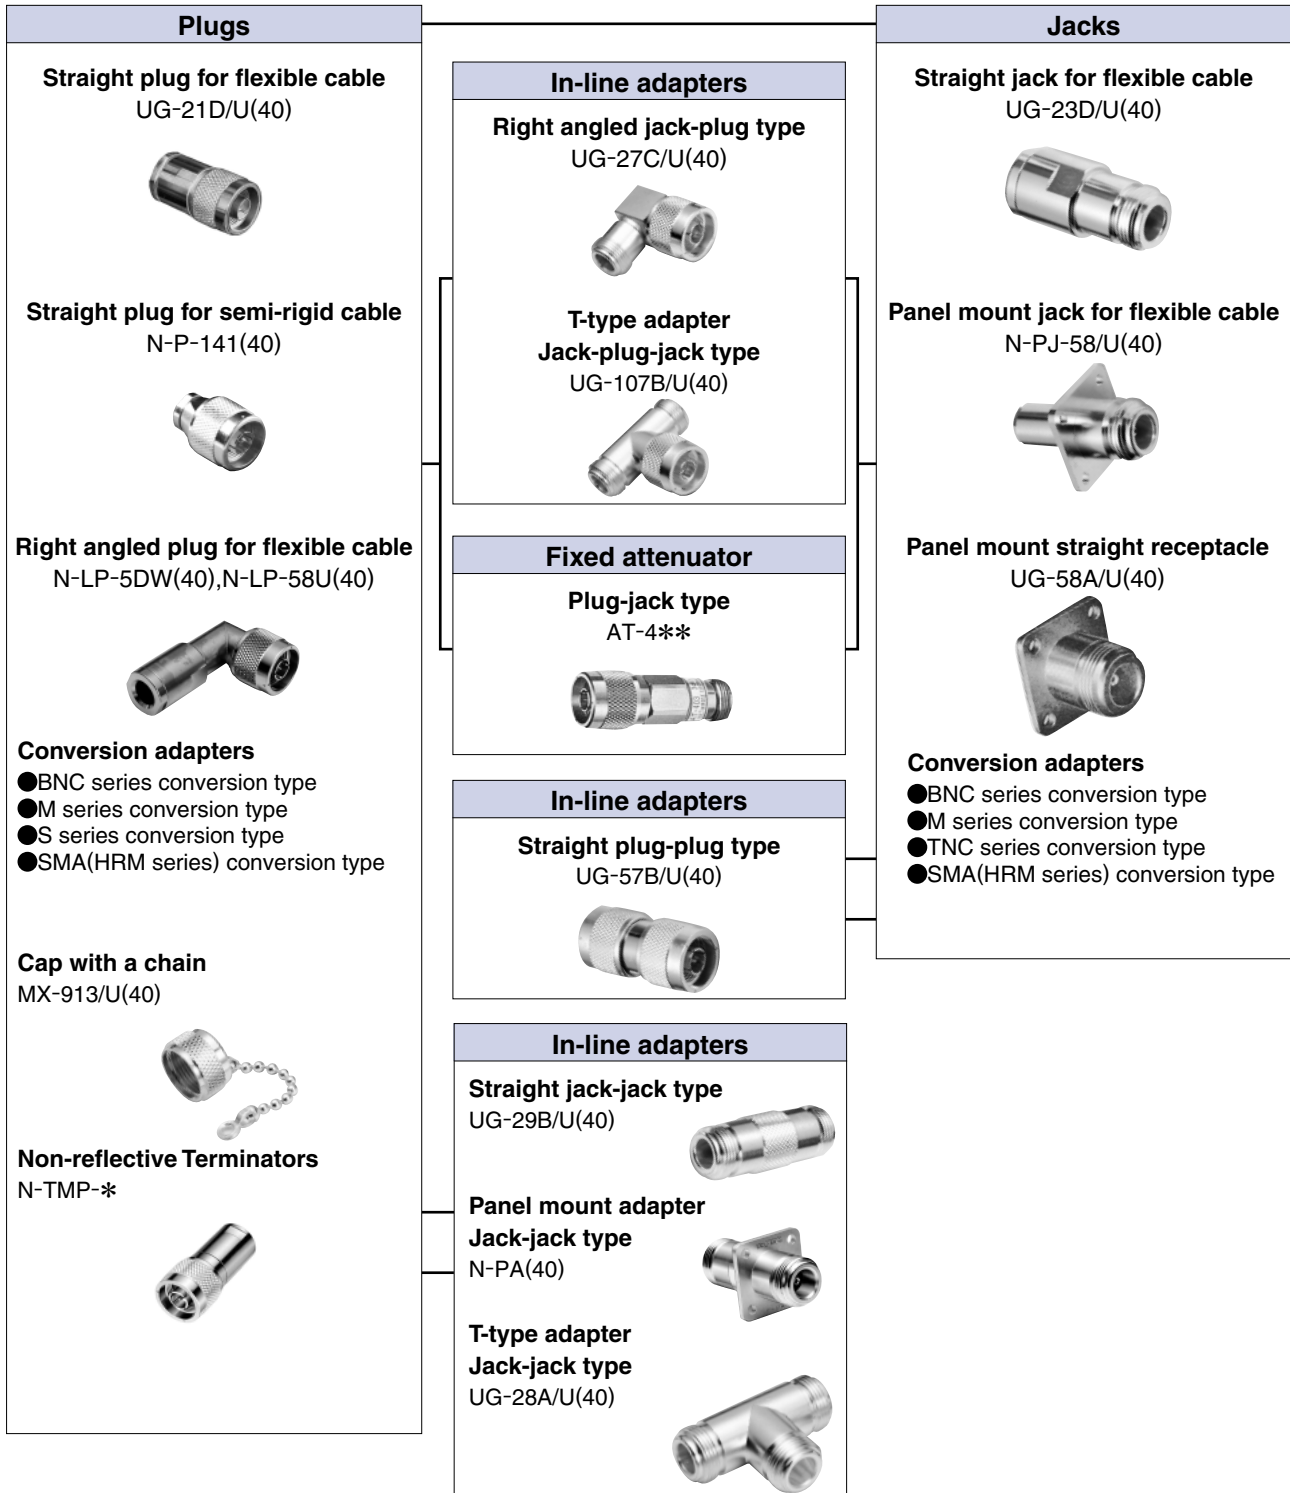 Plugs
Straight plug for flexible cable
UG-21D/U(40)
Straight plug for semi-rigid cable
N-P-141(40)
Right angled plug for flexible cable
N-LP-5DW(40),N-LP-58U(40)
Conversion adapters
●BNC series conversion type
●M series conversion type
●S series conversion type
●SMA(HRM series) conversion type
Cap with a chain
MX-913/U(40)
Non-reflective Terminators
N-TMP-*
In-line adapters
Right angled jack-plug type
UG-27C/U(40)
T-type adapter
Jack-plug-jack type
UG-107B/U(40)
Fixed attenuator
Plug-jack type
AT-4**
In-line adapters
Straight plug-plug type
UG-57B/U(40)
In-line adapters
Straight jack-jack type
UG-29B/U(40)
Panel mount adapter
Jack-jack type
N-PA(40)
T-type adapter
Jack-jack type
UG-28A/U(40)
Jacks
Straight jack for flexible cable
UG-23D/U(40)
Panel mount jack for flexible cable
N-PJ-58/U(40)
Panel mount straight receptacle
UG-58A/U(40)
Conversion adapters
●BNC series conversion type
●M series conversion type
●TNC series conversion type
●SMA(HRM series) conversion type